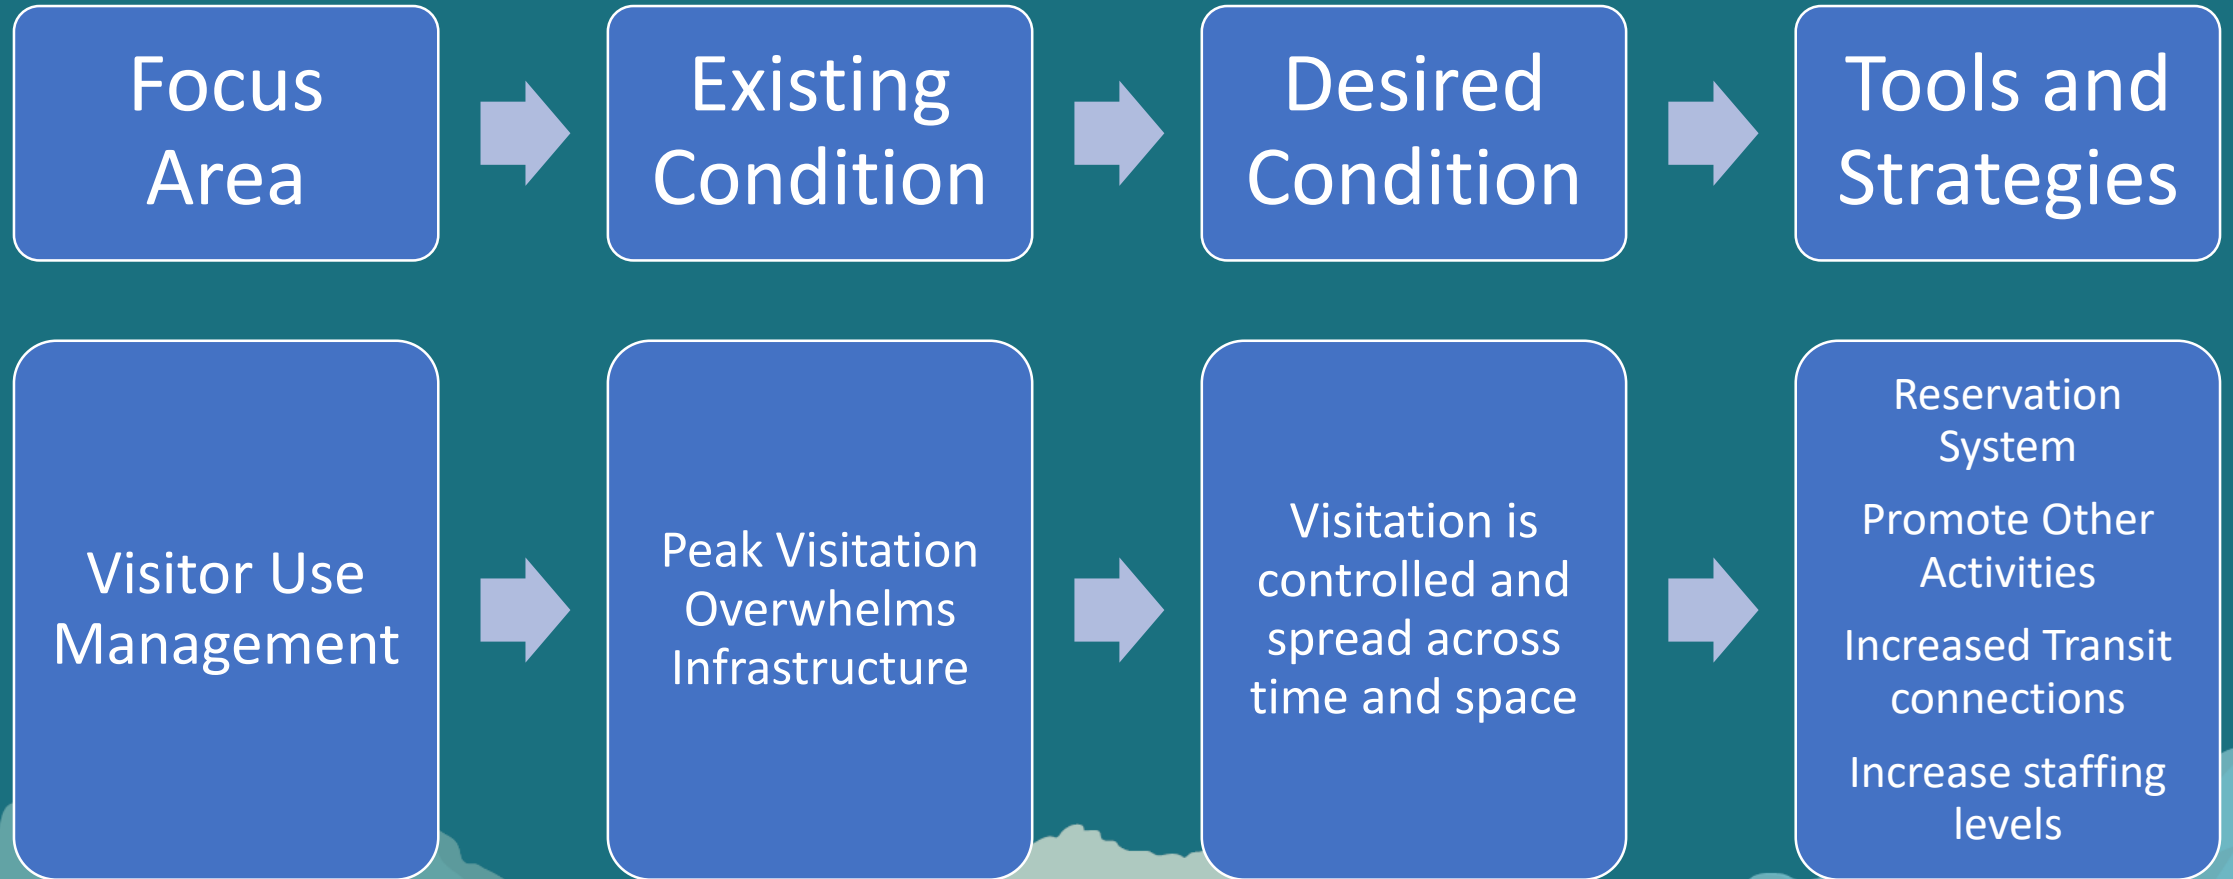 Focus
Area
Existing
Condition
Desired
Condition
Tools and
Strategies
Visitor Use
Management
Peak Visitation
Overwhelms
Infrastructure
Visitation is
controlled and
spread across
time and space
Reservation
System
Promote Other
Activities
Increased Transit
connections
Increase staffing
levels